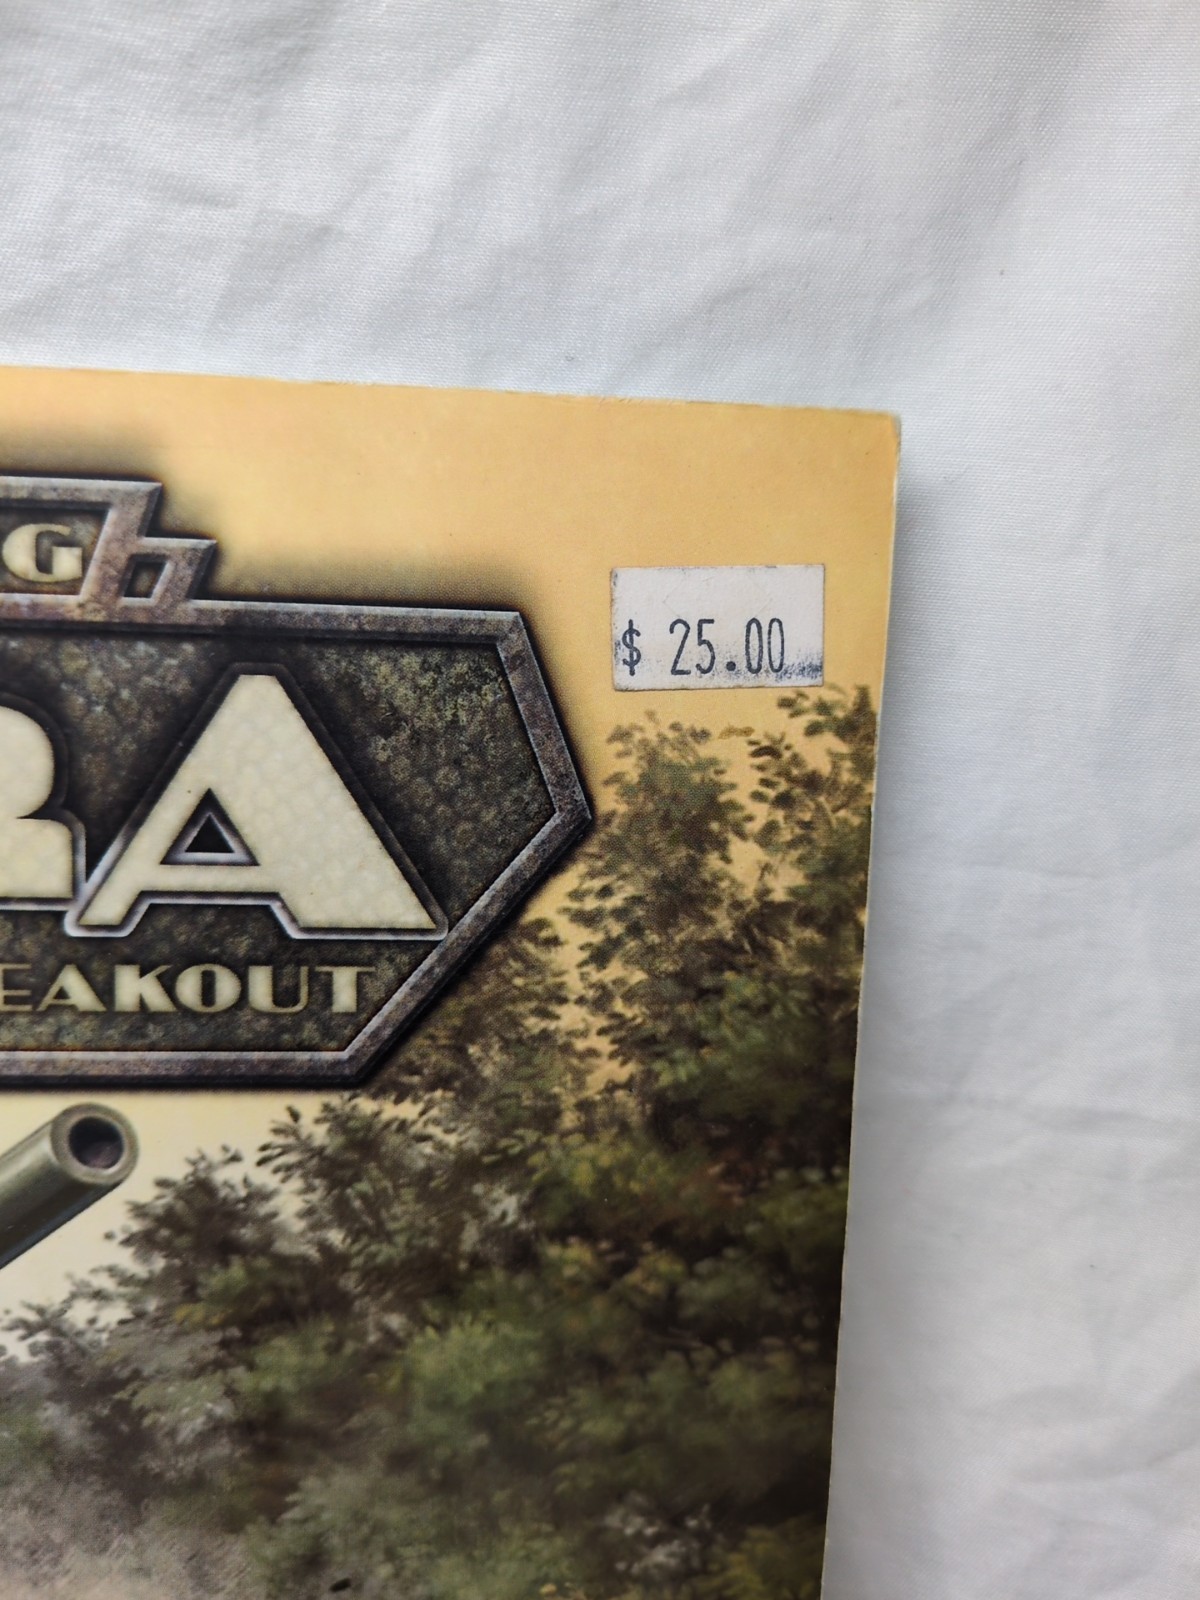 G
$ 25.00
RA
EAKOUT